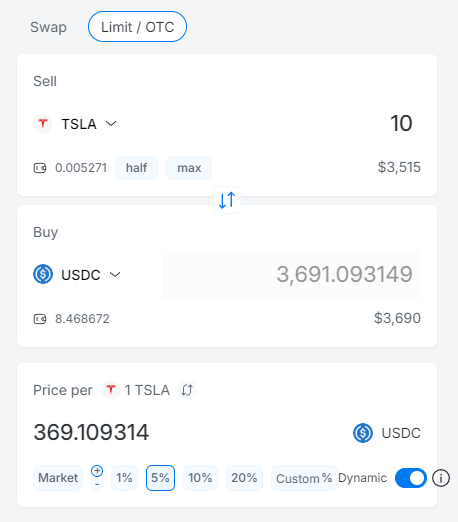 Swap Limit / OTC
Sell
TSLA 10
0.005271 half max $3,515
Buy
USDC 3,691.093149
8.468672 $3,690
Price per 1 TSLA
369.109314 USDC
Market + - 1% 5% 10% 20% Custom % Dynamic